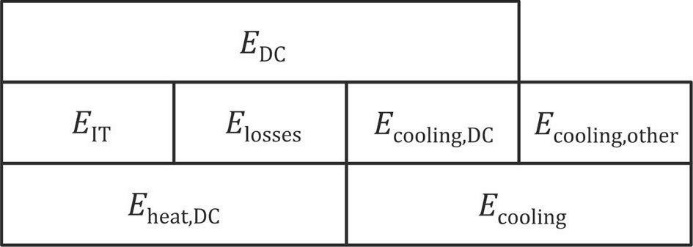 E_DC
E_IT E_losses E_cooling,DC E_cooling,other
E_heat,DC E_cooling